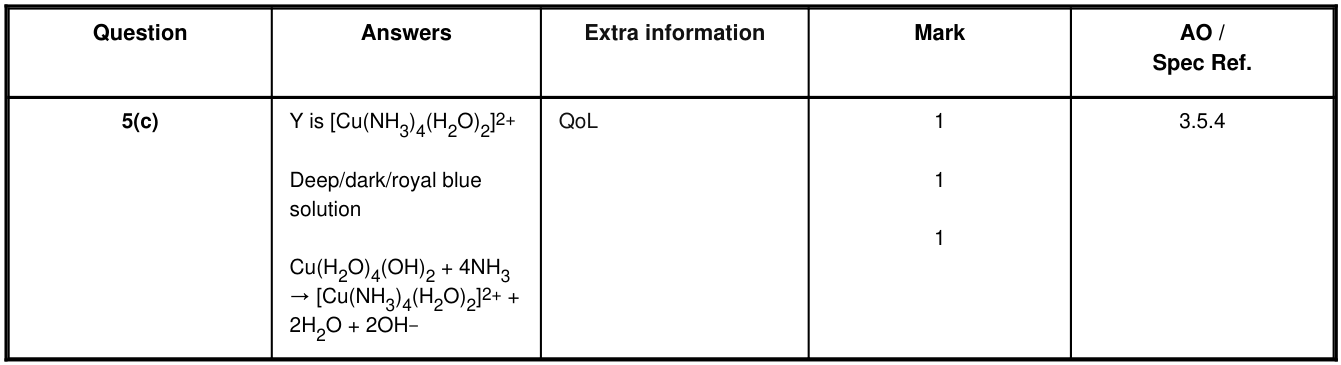 Question Answers Extra information Mark AO /
Spec Ref.
5(c) Y is [Cu(NH3)4(H2O)2]2+ QoL 1 3.5.4
Deep/dark/royal blue 1
solution
1
Cu(H2O)4(OH)2 + 4NH3
→ [Cu(NH3)4(H2O)2]2+ +
2H2O + 2OH–